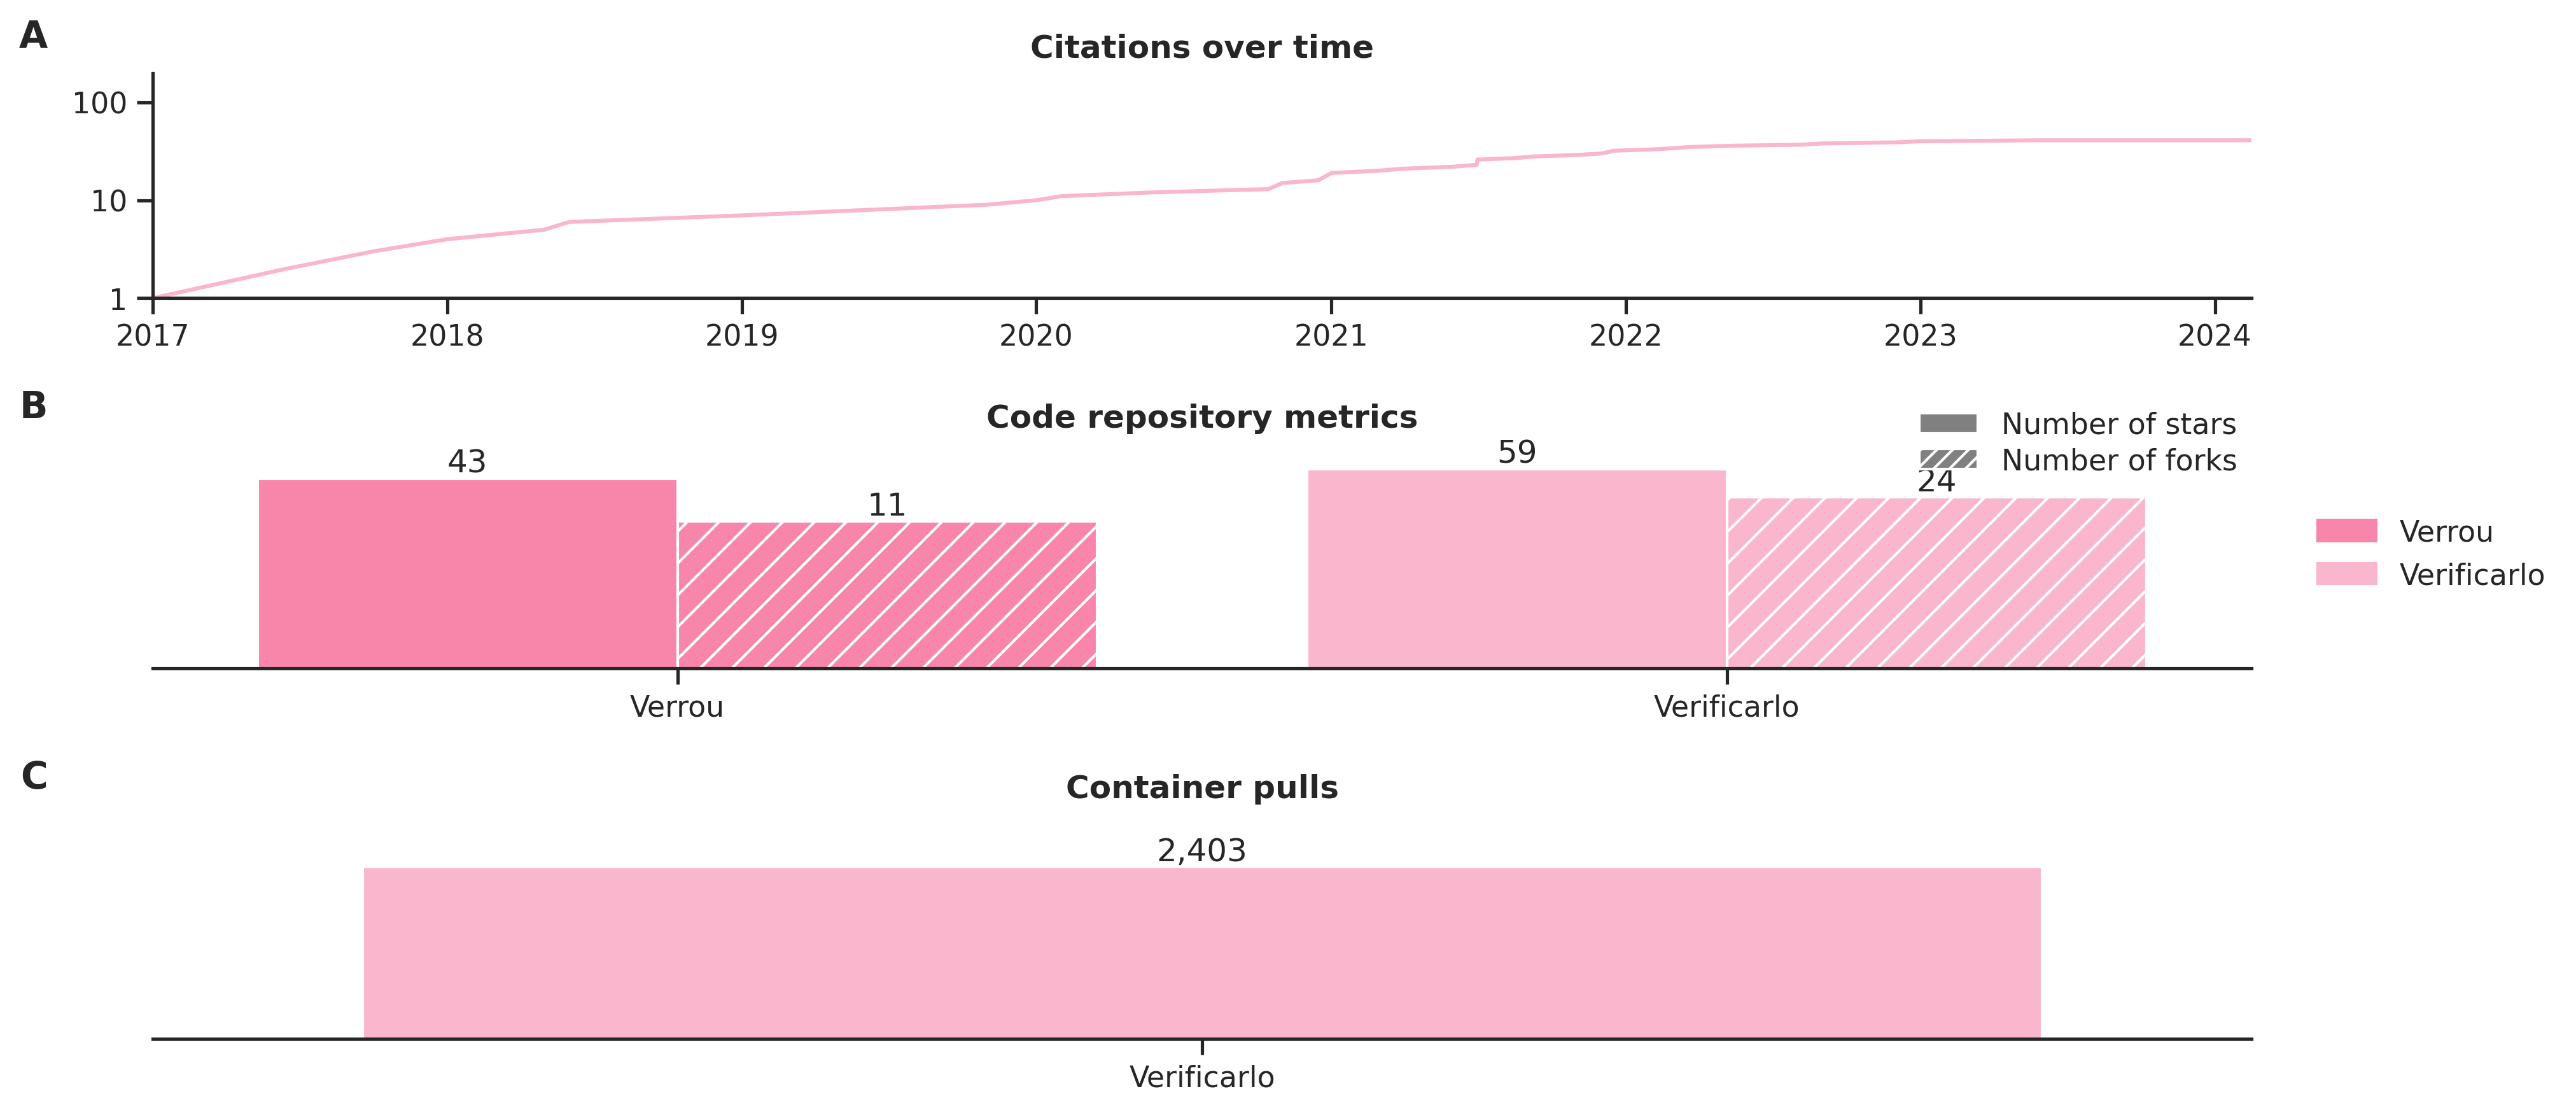 A
Citations over time
100
10
1
2017 2018 2019 2020 2021 2022 2023 2024
B
Code repository metrics
Number of stars
Number of forks
43
11
59
24
Verrou
Verificarlo
Verrou Verificarlo
C
Container pulls
2,403
Verificarlo